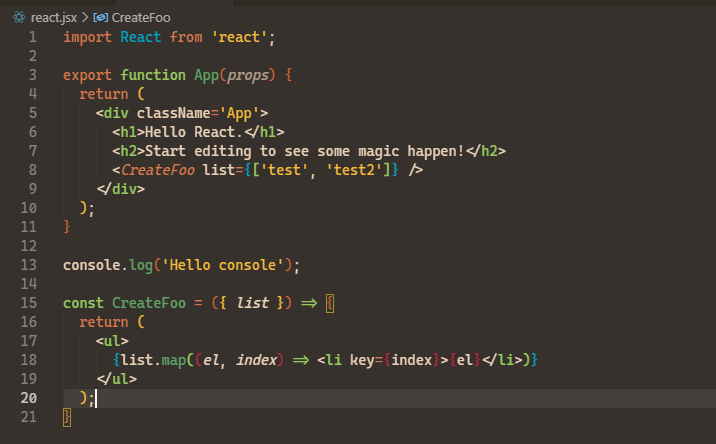 react.jsx > CreateFoo
1 import React from 'react';
2
3 export function App(props) {
4   return (
5     <div className='App'>
6       <h1>Hello React.</h1>
7       <h2>Start editing to see some magic happen!</h2>
8       <CreateFoo list={['test', 'test2']} />
9     </div>
10   );
11 }
12
13 console.log('Hello console');
14
15 const CreateFoo = ({ list }) => {
16   return (
17     <ul>
18       {list.map((el, index) => <li key={index}>{el}</li>)}
19     </ul>
20   );
21 }